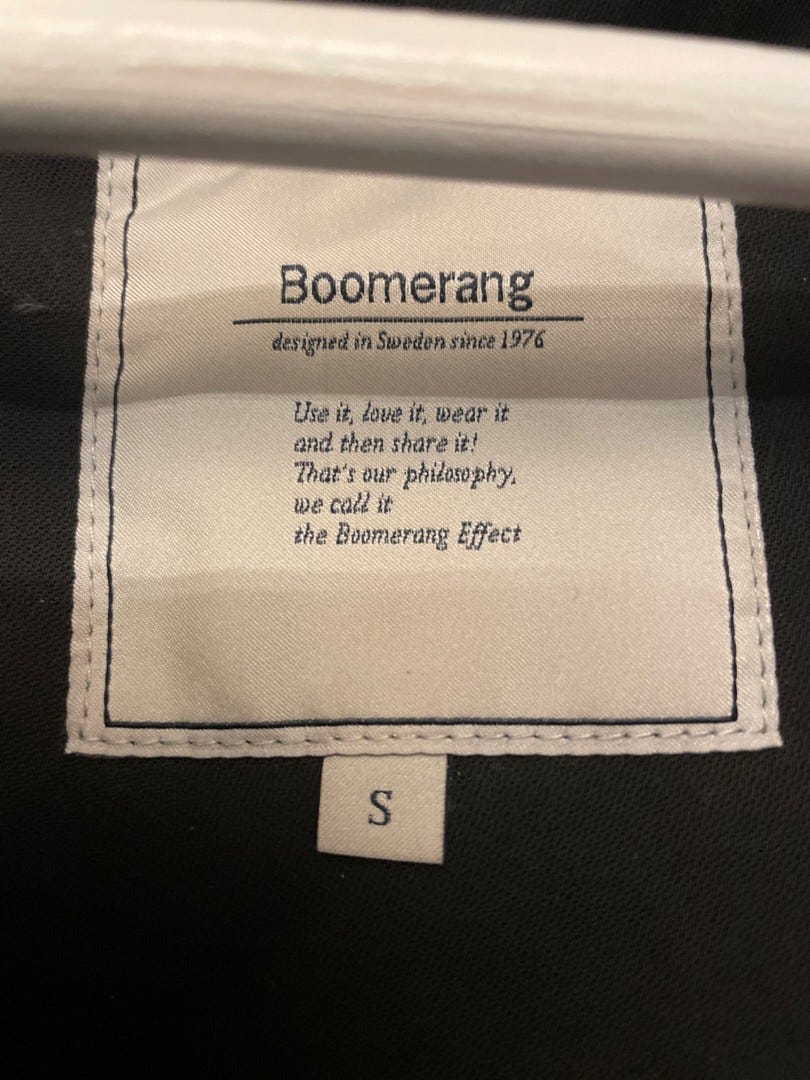 Boomerang
designed in Sweden since 1976
Use it, love it, wear it
and then share it!
That's our philosophy,
we call it
the Boomerang Effect
S